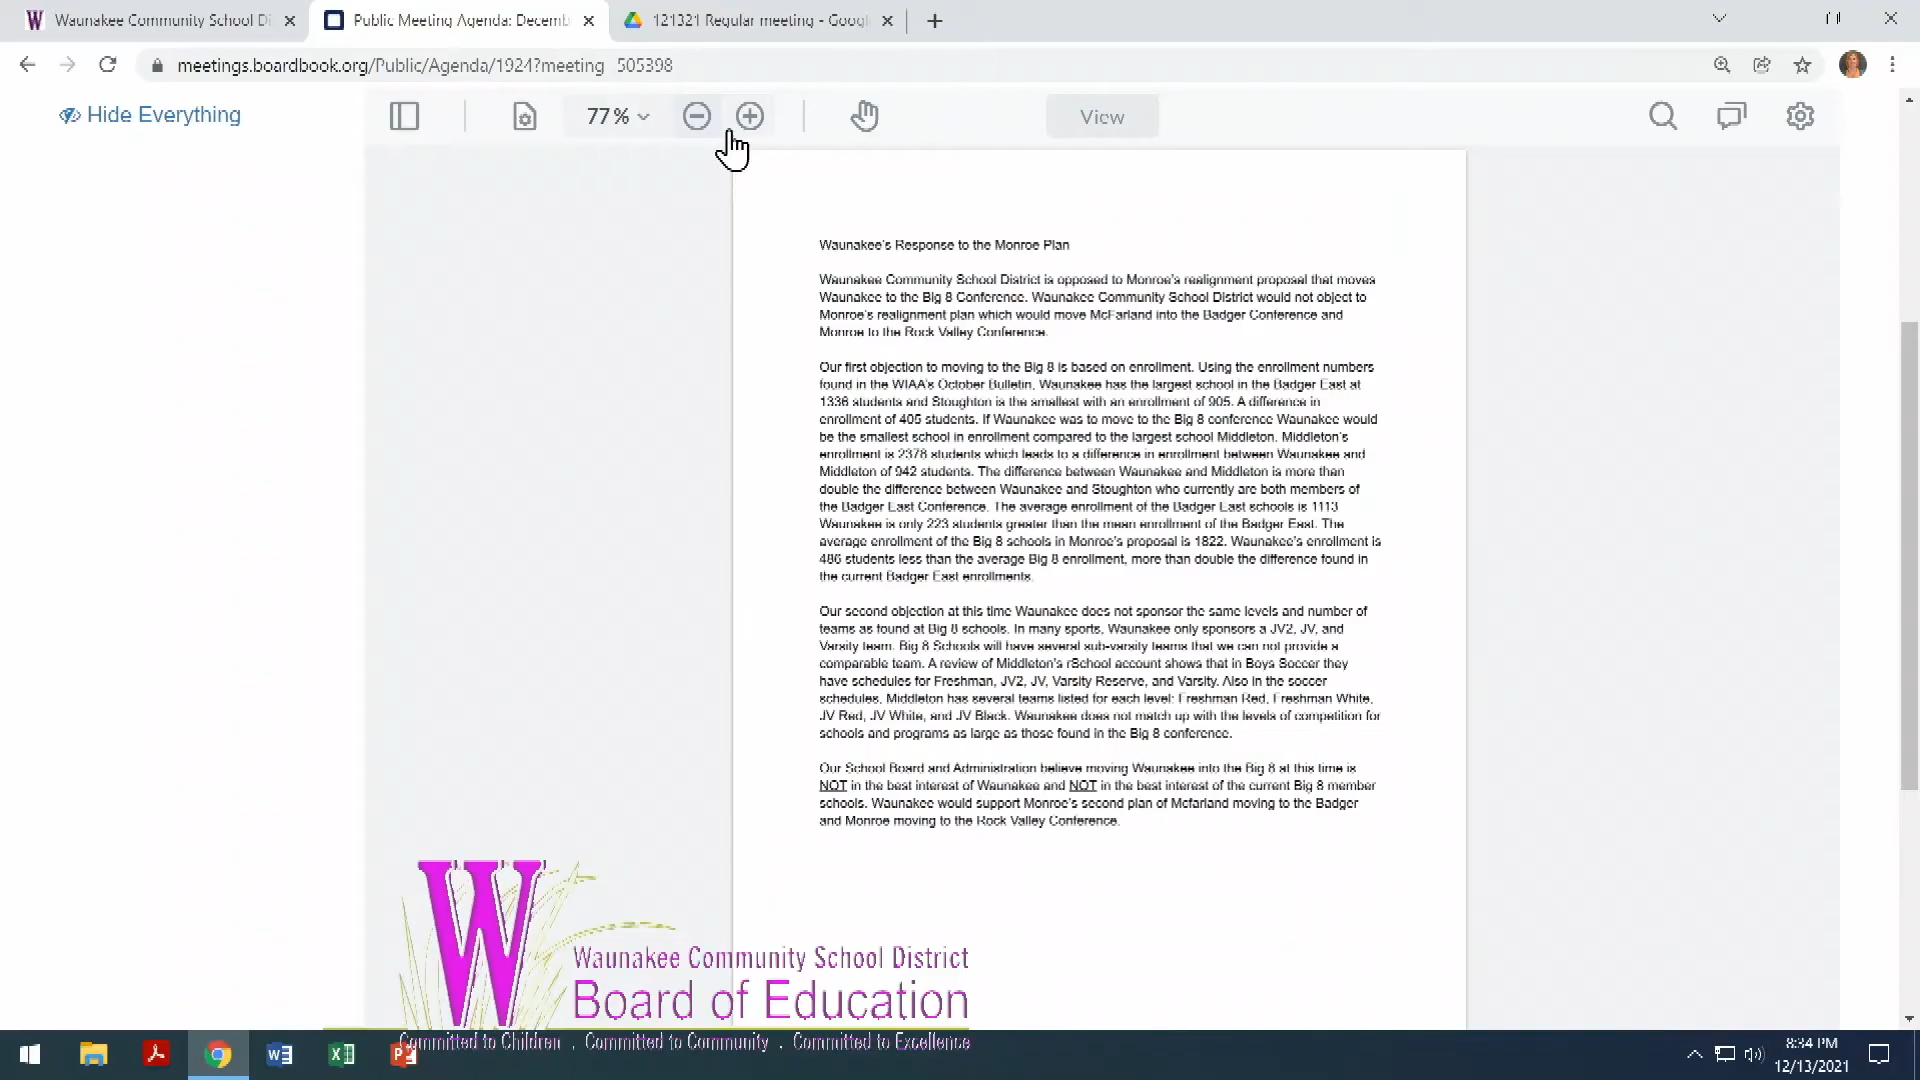 Waunakee Community School Di
Public Meeting Agenda: Decemb
121321 Regular meeting - Googl
meetings.boardbook.org/Public/Agenda/1924?meeting 505398
Hide Everything
77%
View
Waunakee's Response to the Monroe Plan
Waunakee Community School District is opposed to Monroe's realignment proposal that moves
Waunakee to the Big 8 Conference. Waunakee Community School District would not object to
Monroe's realignment plan which would move McFarland into the Badger Conference and
Monroe to the Rock Valley Conference.
Our first objection to moving to the Big 8 is based on enrollment. Using the enrollment numbers
found in the WIAA's October Bulletin, Waunakee has the largest school in the Badger East at
1336 students and Stoughton is the smallest with an enrollment of 905. A difference in
enrollment of 405 students. If Waunakee was to move to the Big 8 conference Waunakee would
be the smallest school in enrollment compared to the largest school Middleton. Middleton's
enrollment is 2378 students which leads to a difference in enrollment between Waunakee and
Middleton of 942 students. The difference between Waunakee and Middleton is more than
double the difference between Waunakee and Stoughton who currently are both members of
the Badger East Conference. The average enrollment of the Badger East schools is 1113
Waunakee is only 223 students greater than the mean enrollment of the Badger East. The
average enrollment of the Big 8 schools in Monroe's proposal is 1822. Waunakee's enrollment is
486 students less than the average Big 8 enrollment, more than double the difference found in
the current Badger East enrollments.
Our second objection at this time Waunakee does not sponsor the same levels and number of
teams as found at Big 8 schools. In many sports, Waunakee only sponsors a JV2, JV, and
Varsity team. Big 8 Schools will have several sub-varsity teams that we can not provide a
comparable team. A review of Middleton's rSchool account shows that in Boys Soccer they
have schedules for Freshman, JV2, JV, Varsity Reserve, and Varsity. Also in the soccer
schedules, Middleton has several teams listed for each level: Freshman Red, Freshman White,
JV Red, JV White, and JV Black. Waunakee does not match up with the levels of competition for
schools and programs as large as those found in the Big 8 conference.
Our School Board and Administration believe moving Waunakee into the Big 8 at this time is
NOT in the best interest of Waunakee and NOT in the best interest of the current Big 8 member
schools. Waunakee would support Monroe's second plan of Mcfarland moving to the Badger
and Monroe moving to the Rock Valley Conference.
W
Waunakee Community School District
Board of Education
Committed to Children . Committed to Community . Committed to Excellence
8:34 PM
12/13/2021